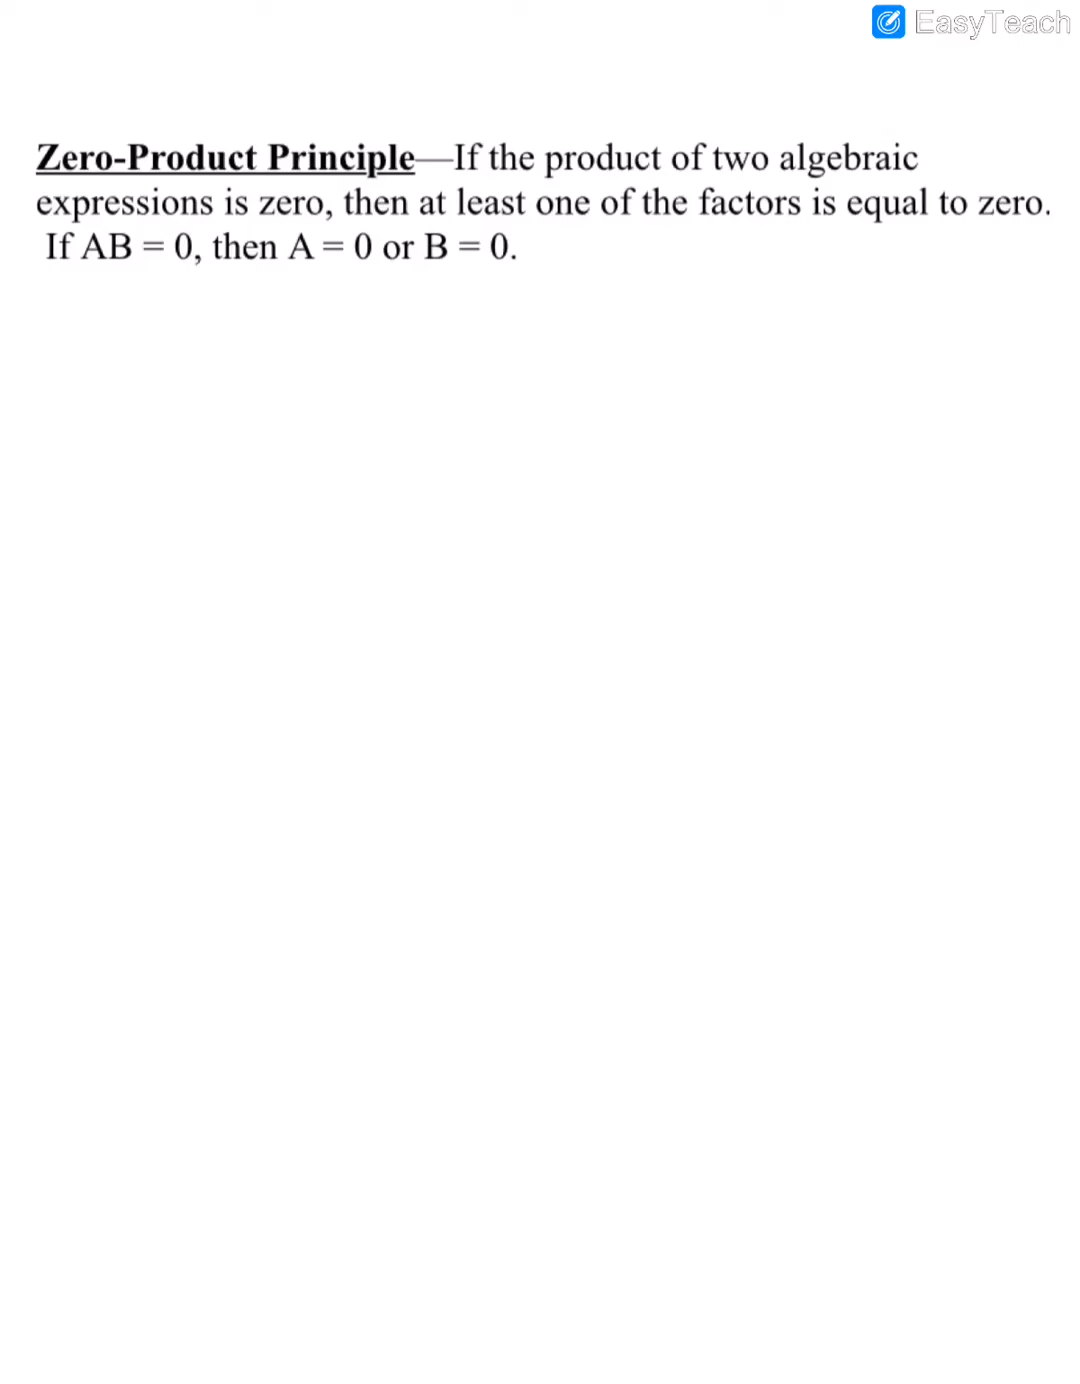 EasyTeach
Zero-Product Principle—If the product of two algebraic
expressions is zero, then at least one of the factors is equal to zero.
If AB = 0, then A = 0 or B = 0.